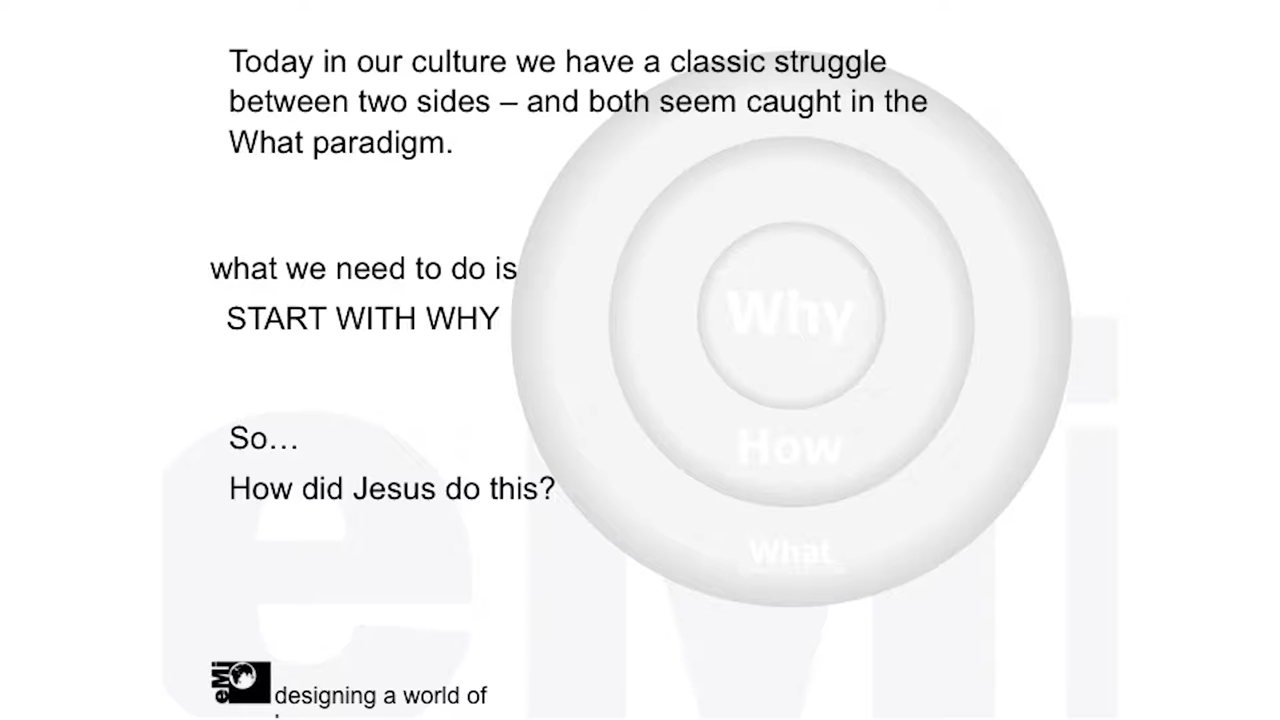 Today in our culture we have a classic struggle
between two sides – and both seem caught in the
What paradigm.
what we need to do is
START WITH WHY
So…
How did Jesus do this?
Why
How
What
eMi
eMi
designing a world of